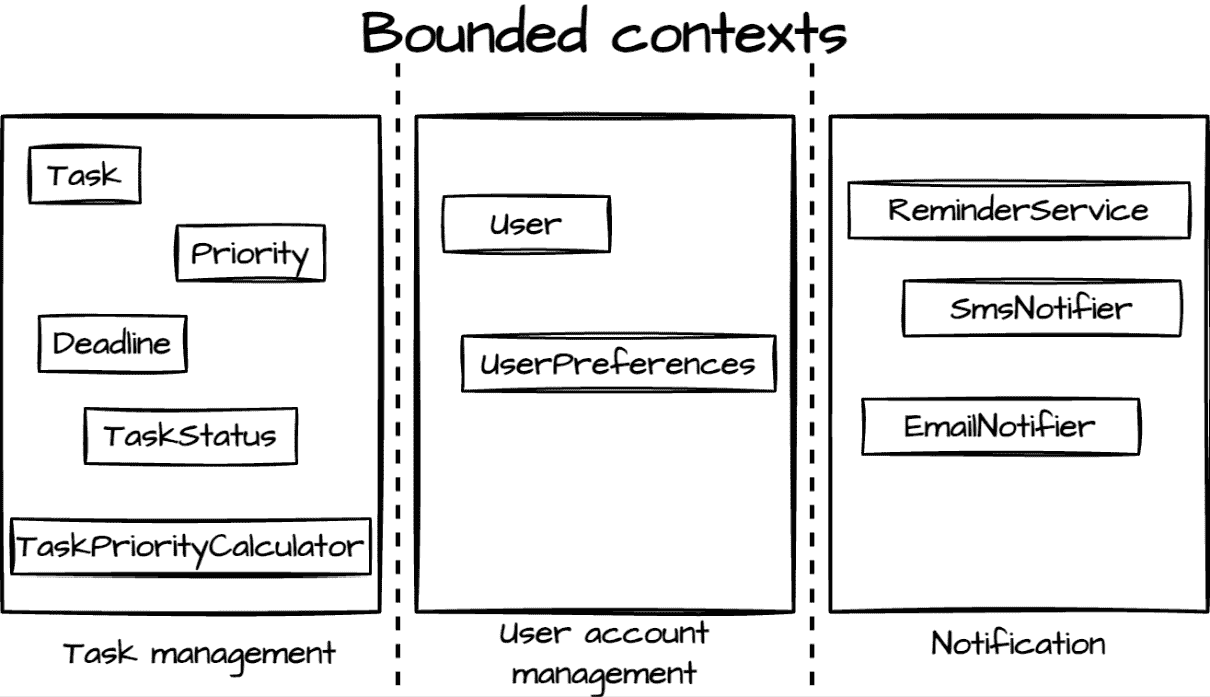 Bounded contexts
Task
Priority
Deadline
TaskStatus
TaskPriorityCalculator
Task management
User
UserPreferences
User account
management
ReminderService
SmsNotifier
EmailNotifier
Notification